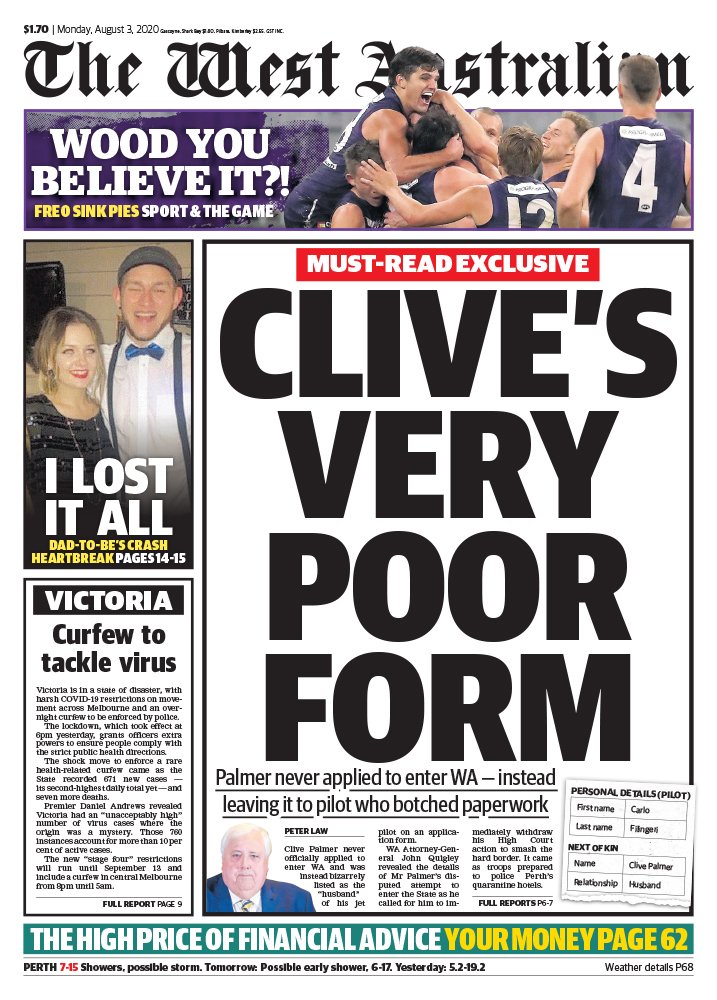 $1.70 | Monday, August 3, 2020 Gascoyne. Shark Bay $1.80. Pilbara. Kimberley $2.55. GST INC.
The West Australian
WOOD YOU
BELIEVE IT?!
FREO SINK PIES SPORT & THE GAME
4
12
MUST-READ EXCLUSIVE
CLIVE'S
VERY
POOR
FORM
I LOST
IT ALL
DAD-TO-BE'S CRASH
HEARTBREAK PAGES 14-15
VICTORIA
Curfew to
tackle virus
Victoria is in a state of disaster, with
harsh COVID-19 restrictions on move-
ment across Melbourne and an over-
night curfew to be enforced by police.
The lockdown, which took effect at
6pm yesterday, grants officers extra
powers to ensure people comply with
the strict public health directions.
The shock move to enforce a rare
health-related curfew came as the
State recorded 671 new cases —
its second-highest daily total yet — and
seven more deaths.
Premier Daniel Andrews revealed
Victoria had an "unacceptably high"
number of virus cases where the
origin was a mystery. Those 760
instances account for more than 10 per
cent of active cases.
The new "stage four" restrictions
will run until September 13 and
include a curfew in central Melbourne
from 8pm until 5am.
FULL REPORT PAGE 9
Palmer never applied to enter WA — instead
leaving it to pilot who botched paperwork
PETER LAW
Clive Palmer never
officially applied to
enter WA and was
instead bizarrely
listed as the
"husband"
of his jet
pilot on an applica-
tion form.
WA Attorney-Gen-
eral John Quigley
revealed the details
of Mr Palmer's dis-
puted attempt to
enter the State as he
called for him to im-
mediately withdraw
his High Court
action to smash the
hard border. It came
as troops prepared
to police Perth's
quarantine hotels.
FULL REPORTS P6-7
PERSONAL DETAILS (PILOT)
First name Carlo
Last name Filingeri
NEXT OF KIN
Name Clive Palmer
Relationship Husband
THE HIGH PRICE OF FINANCIAL ADVICE YOUR MONEY PAGE 62
PERTH 7-15 Showers, possible storm. Tomorrow: Possible early shower, 6-17. Yesterday: 5.2-19.2
Weather details P68